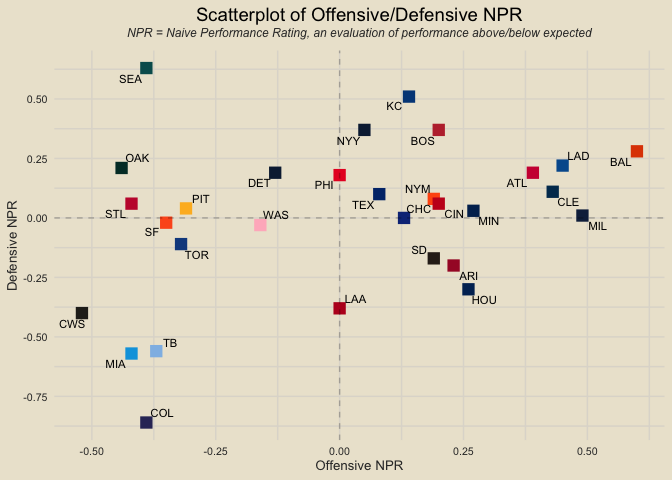 Scatterplot of Offensive/Defensive NPR
NPR = Naive Performance Rating, an evaluation of performance above/below expected
SEA
KC
0.50
NYY
BOS
OAK
LAD
BAL
0.25
DET
PHI
ATL
STL
PIT
TEX
NYM
CLE
WAS
CHC
CIN
MIN
MIL
0.00
SF
TOR
SD
ARI
-0.25
LAA
HOU
CWS
-0.50
TB
MIA
-0.75
COL
Defensive NPR
-0.50
-0.25
0.00
0.25
0.50
Offensive NPR